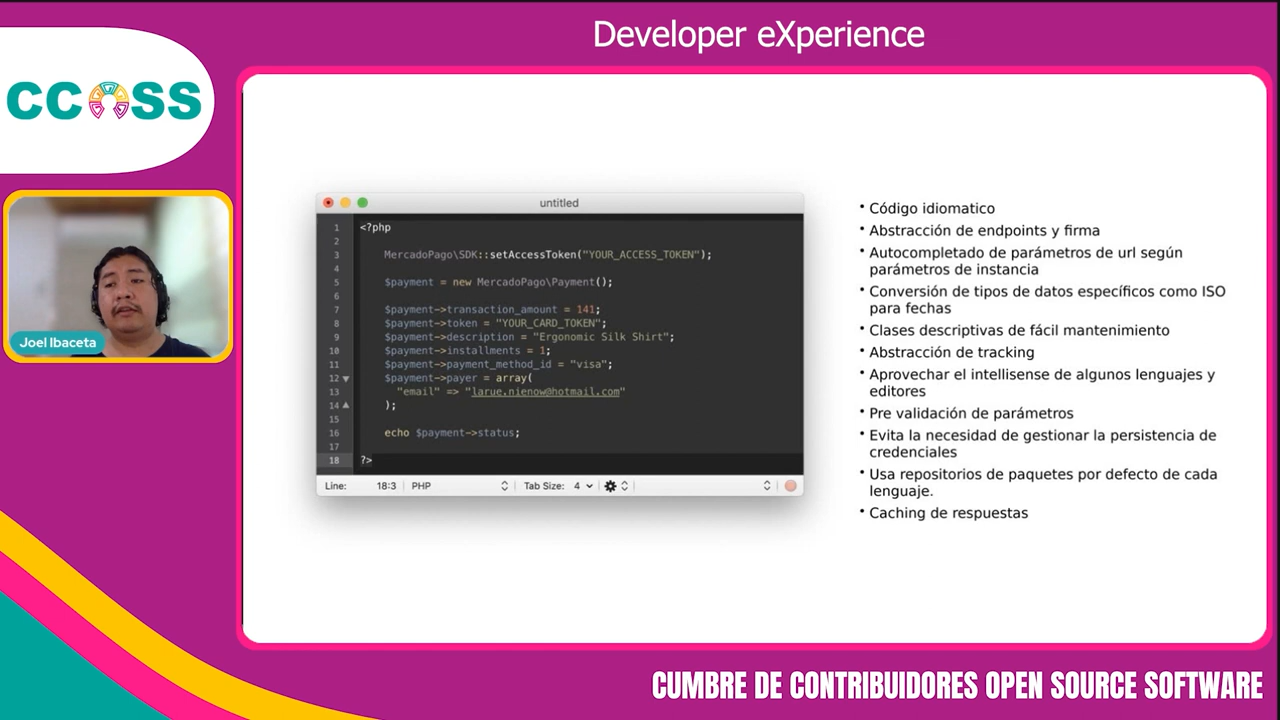 Developer eXperience
CCOSS
Joel Ibaceta
untitled
1 <?php
2
3 MercadoPago\SDK::setAccessToken("YOUR_ACCESS_TOKEN");
4
5 $payment = new MercadoPago\Payment();
6
7 $payment->transaction_amount = 141;
8 $payment->token = "YOUR_CARD_TOKEN";
9 $payment->description = "Ergonomic Silk Shirt";
10 $payment->installments = 1;
11 $payment->payment_method_id = "visa";
12 $payment->payer = array(
13 "email" => "larue.nienow@hotmail.com"
14 );
15
16 echo $payment->status;
17
18 ?>
Line: 18:3 PHP Tab Size: 4
• Código idiomatico
• Abstracción de endpoints y firma
• Autocompletado de parámetros de url según
parámetros de instancia
• Conversión de tipos de datos específicos como ISO
para fechas
• Clases descriptivas de fácil mantenimiento
• Abstracción de tracking
• Aprovechar el intellisense de algunos lenguajes y
editores
• Pre validación de parámetros
• Evita la necesidad de gestionar la persistencia de
credenciales
• Usa repositorios de paquetes por defecto de cada
lenguaje.
• Caching de respuestas
CUMBRE DE CONTRIBUIDORES OPEN SOURCE SOFTWARE